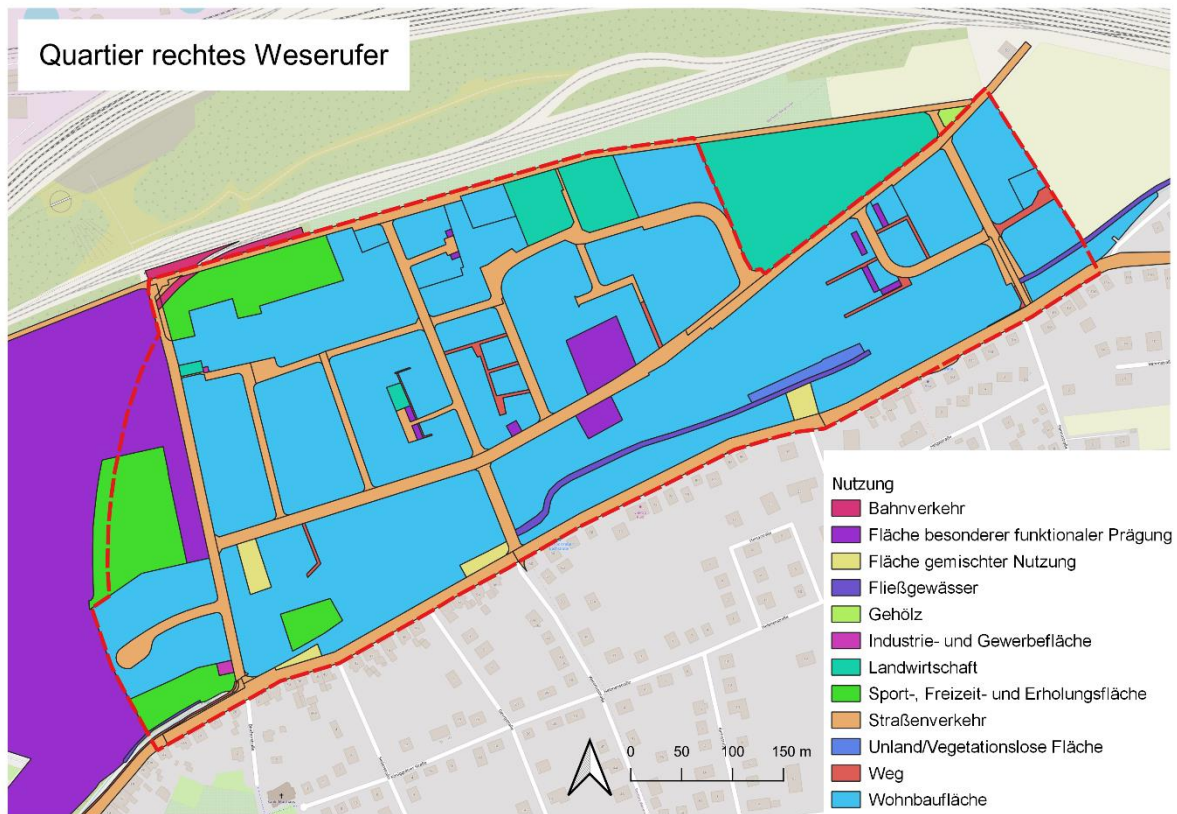 Quartier rechtes Weserufer
Nutzung
Bahnverkehr
Fläche besonderer funktionaler Prägung
Fläche gemischter Nutzung
Fließgewässer
Gehölz
Industrie- und Gewerbefläche
Landwirtschaft
Sport-, Freizeit- und Erholungsfläche
Straßenverkehr
Unland/Vegetationslose Fläche
Weg
Wohnbaufläche
0 50 100 150 m